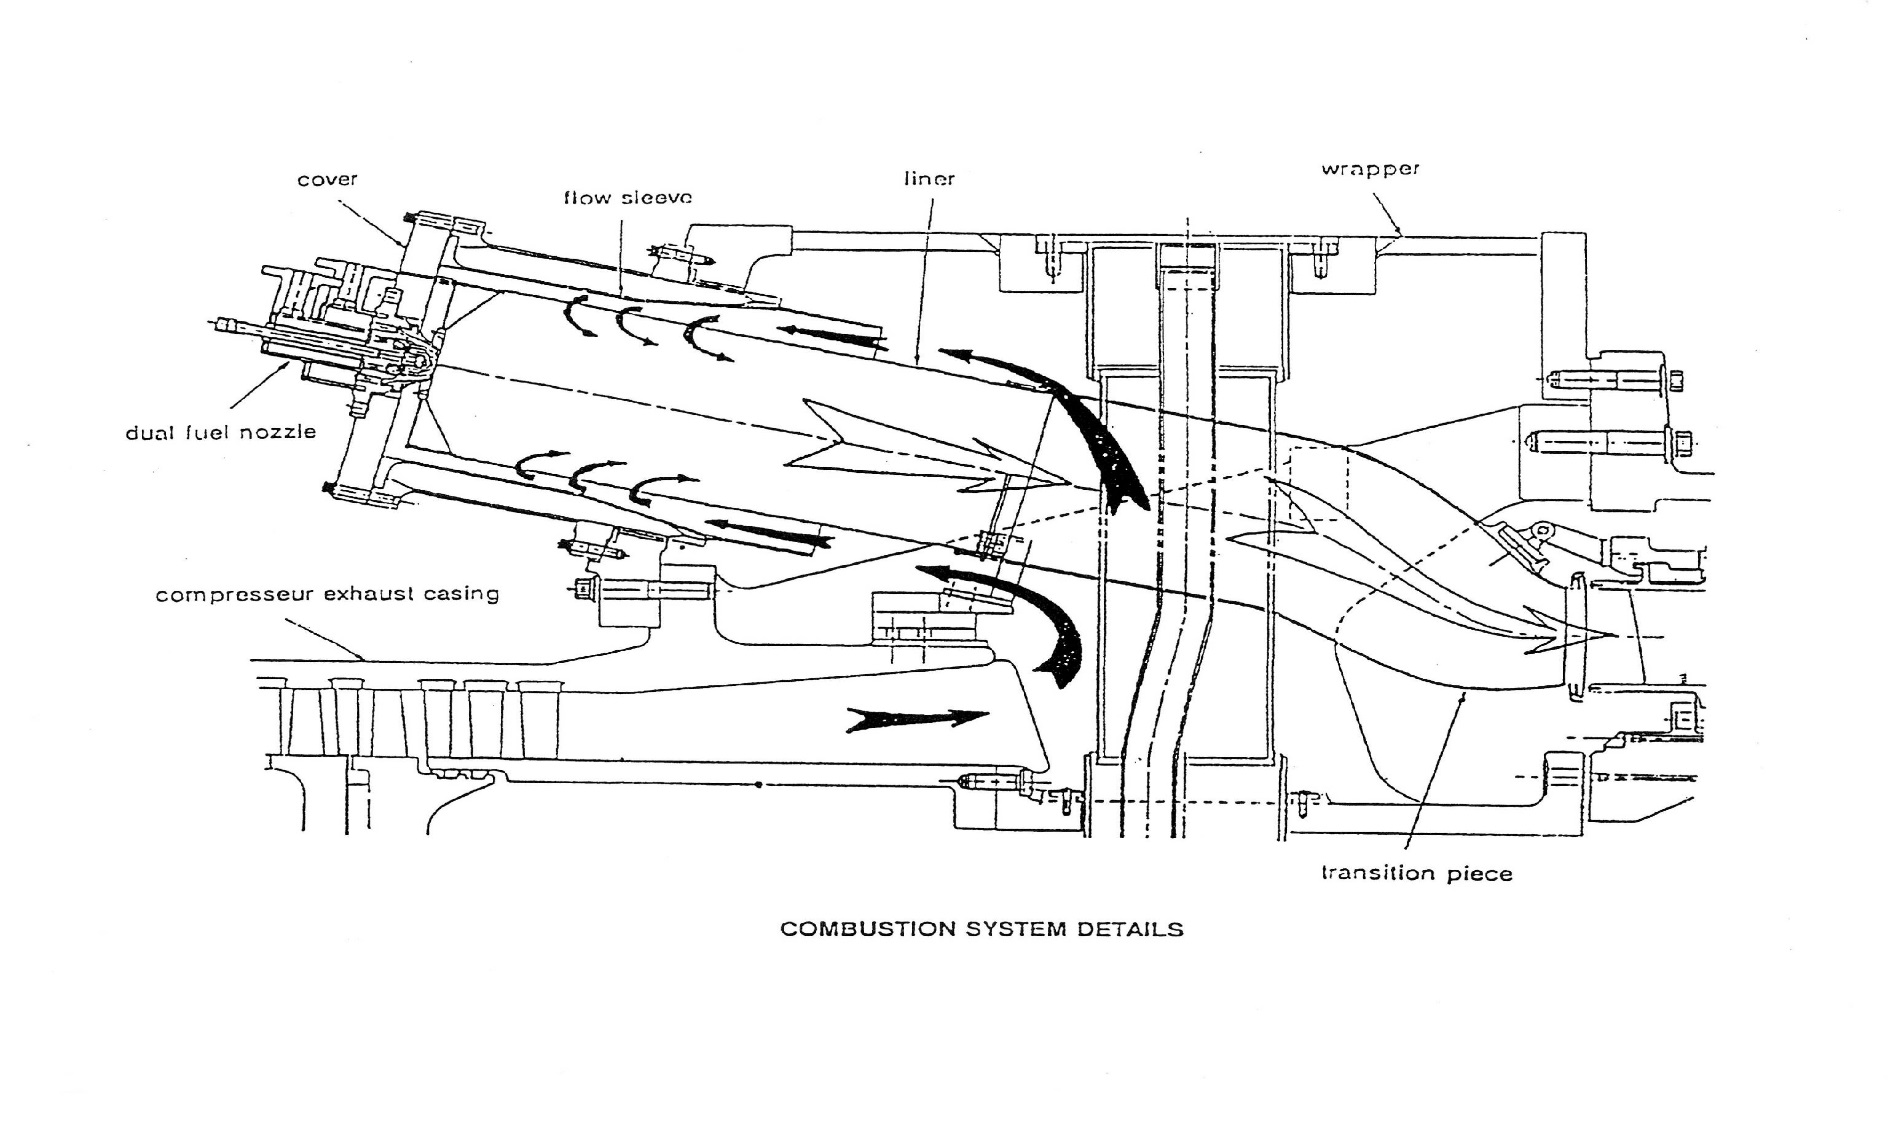 wrapper
cover
liner
flow sleeve
dual fuel nozzle
compresseur exhaust casing
transition piece
COMBUSTION SYSTEM DETAILS